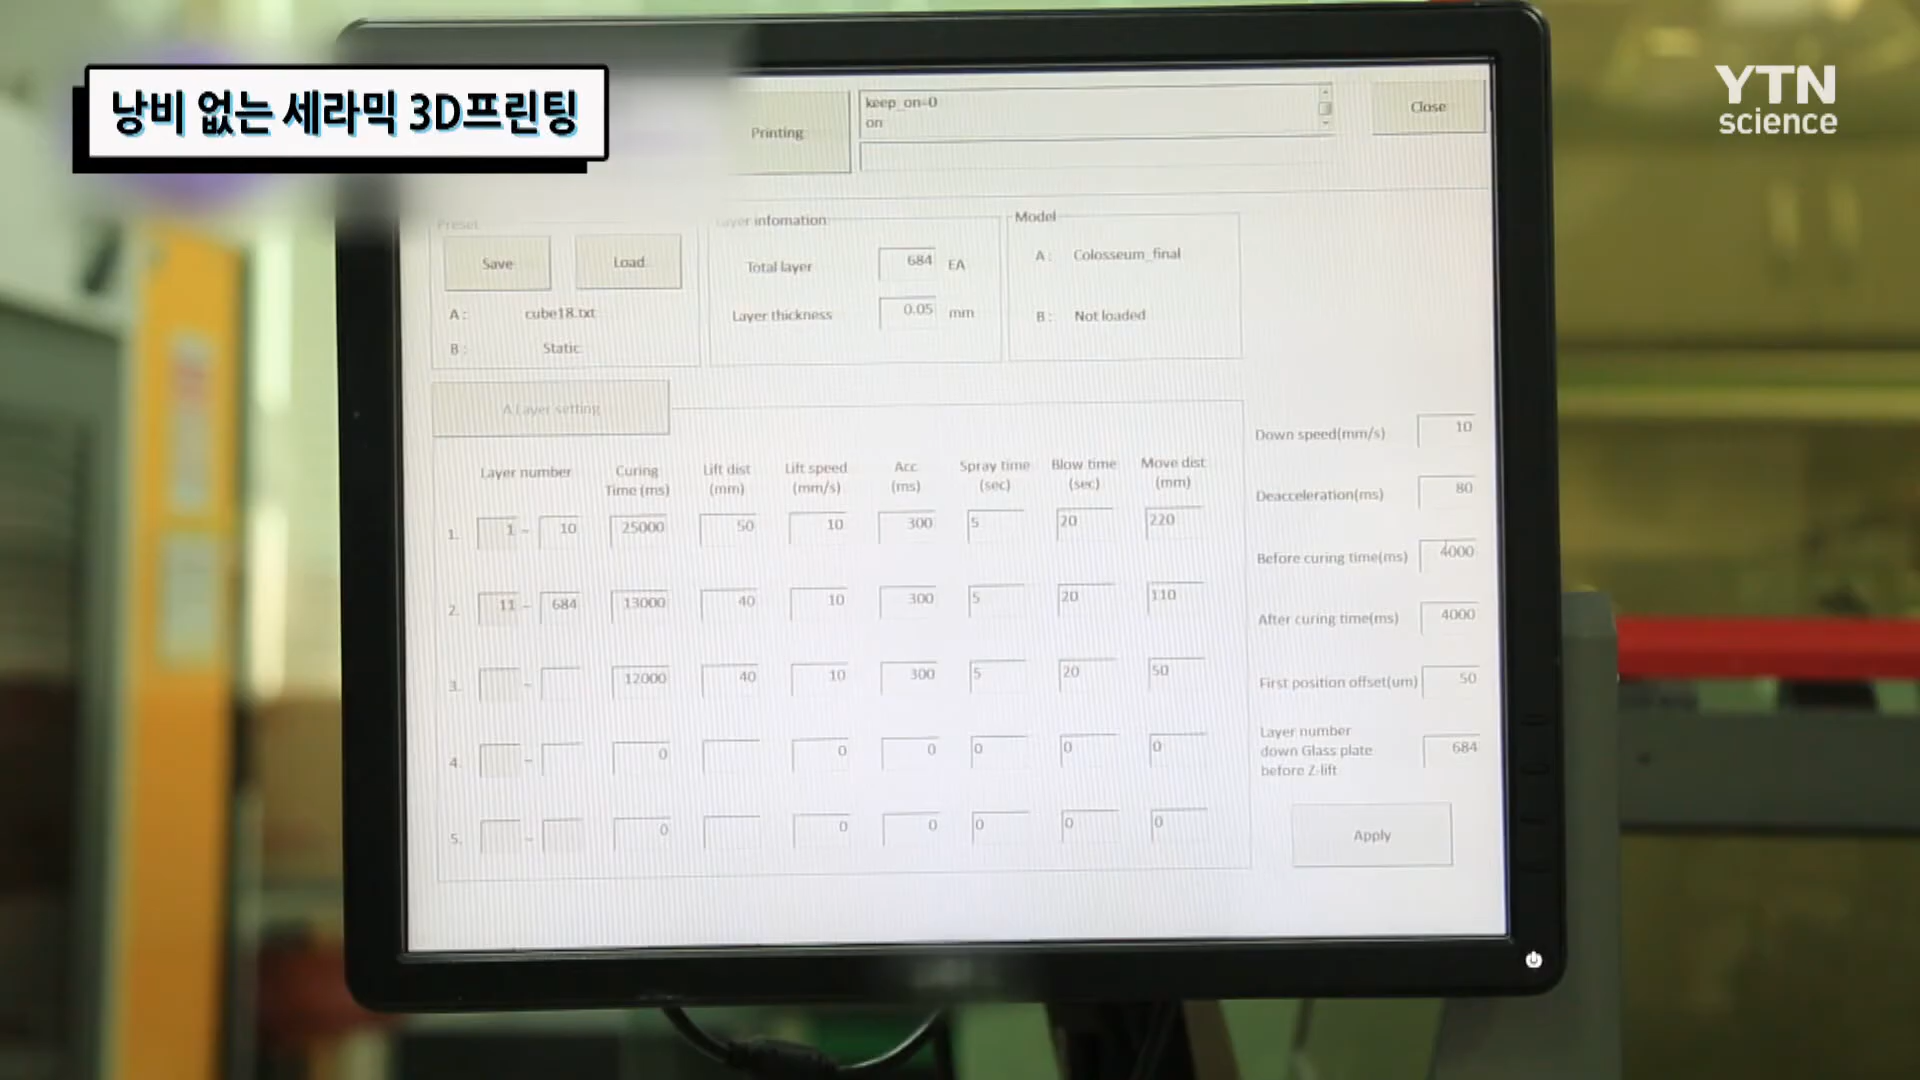 낭비 없는 세라믹 3D프린팅
YTN
science
Printing
keep_on=0
on
Close
Preset
Save
Load
A : cube18.txt
B : Static
Layer infomation
Total layer 684 EA
Layer thickness 0.05 mm
Model
A : Colosseum_final
B : Not loaded
A Layer setting
Layer number Curing Time (ms) Lift dist (mm) Lift speed (mm/s) Acc (ms) Spray time (sec) Blow time (sec) Move dist (mm)
1. 1 - 10 25000 50 10 300 5 20 220
2. 11 - 684 13000 40 10 300 5 20 110
3. - 12000 40 10 300 5 20 50
4. - 0 0 0 0 0 0
5. - 0 0 0 0 0 0
Down speed(mm/s) 10
Deacceleration(ms) 80
Before curing time(ms) 4000
After curing time(ms) 4000
First position offset(um) 50
Layer number
down Glass plate 684
before Z-lift
Apply